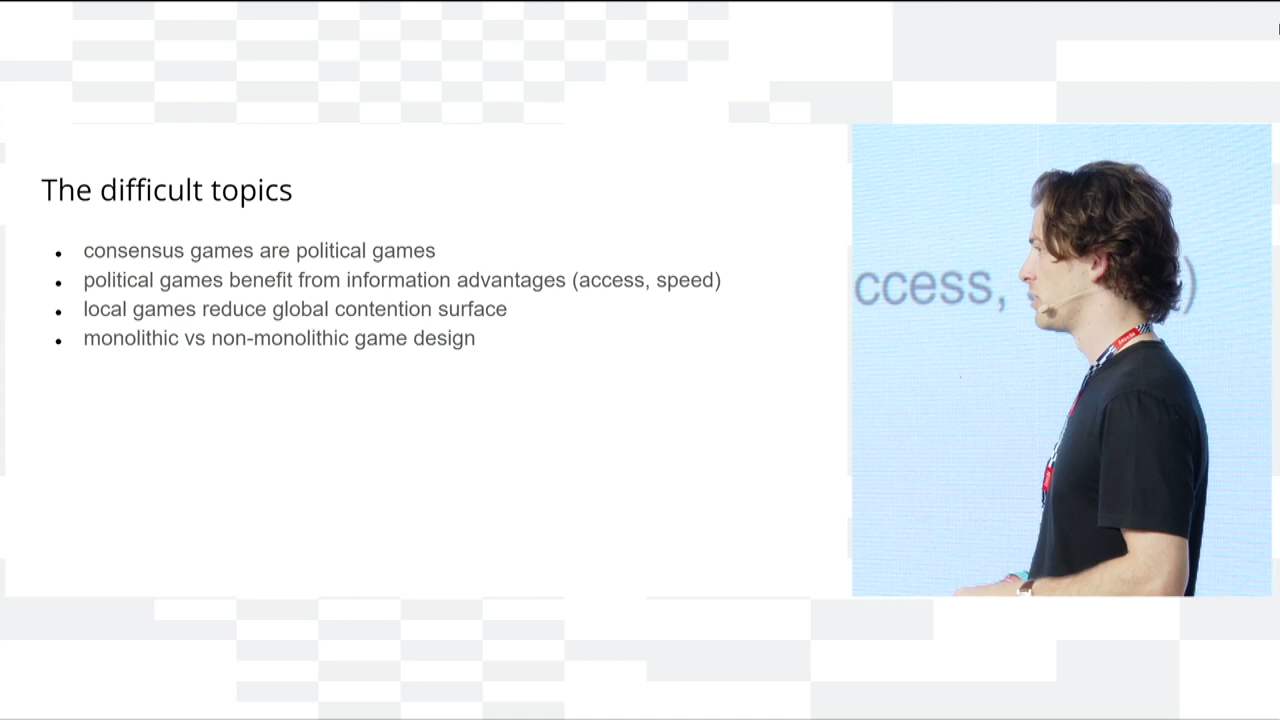 The difficult topics
consensus games are political games
political games benefit from information advantages (access, speed)
local games reduce global contention surface
monolithic vs non-monolithic game design
ccess,
)